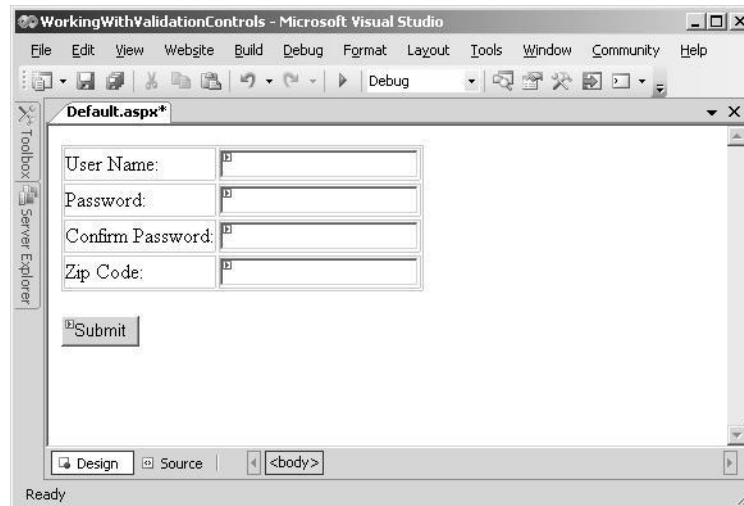 WorkingWithValidationControls - Microsoft Visual Studio
File Edit View Website Build Debug Format Layout Tools Window Community Help
Debug
Toolbox
Server Explorer
Default.aspx*
User Name:
Password:
Confirm Password:
Zip Code:
Submit
Design Source <body>
Ready